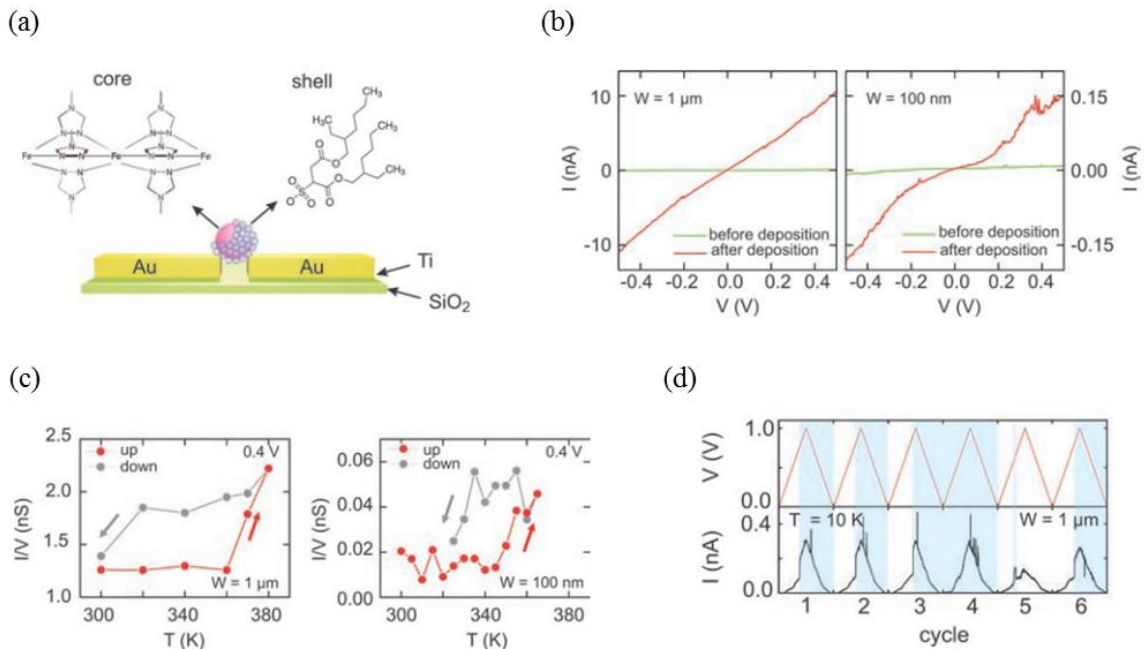 (a)
core
shell
N
N
N N
N N
N
N
N N
N N
Fe
N
N
Fe
N
N
Fe
N N
N
N N
N
CH₃
CH₃
O
O
O
O
O
S
O
O
CH₃
CH₃
Au
Au
Ti
SiO₂
(b)
W = 1 µm
W = 100 nm
10
0
-10
I (nA)
0.15
0.00
-0.15
I (nA)
before deposition
after deposition
before deposition
after deposition
-0.4 -0.2 0.0 0.2 0.4
-0.4 -0.2 0.0 0.2 0.4
V (V)
V (V)
(c)
2.5
2.0
1.5
1.0
I/V (nS)
up
down
0.4 V
W = 1 µm
300 340 380
T (K)
0.06
0.04
0.02
0.00
I/V (nS)
up
down
0.4 V
W = 100 nm
300 340 380
T (K)
(d)
1.0
0.0
V (V)
T = 10 K
W = 1 µm
0.4
0.0
I (nA)
1 2 3 4 5 6
cycle